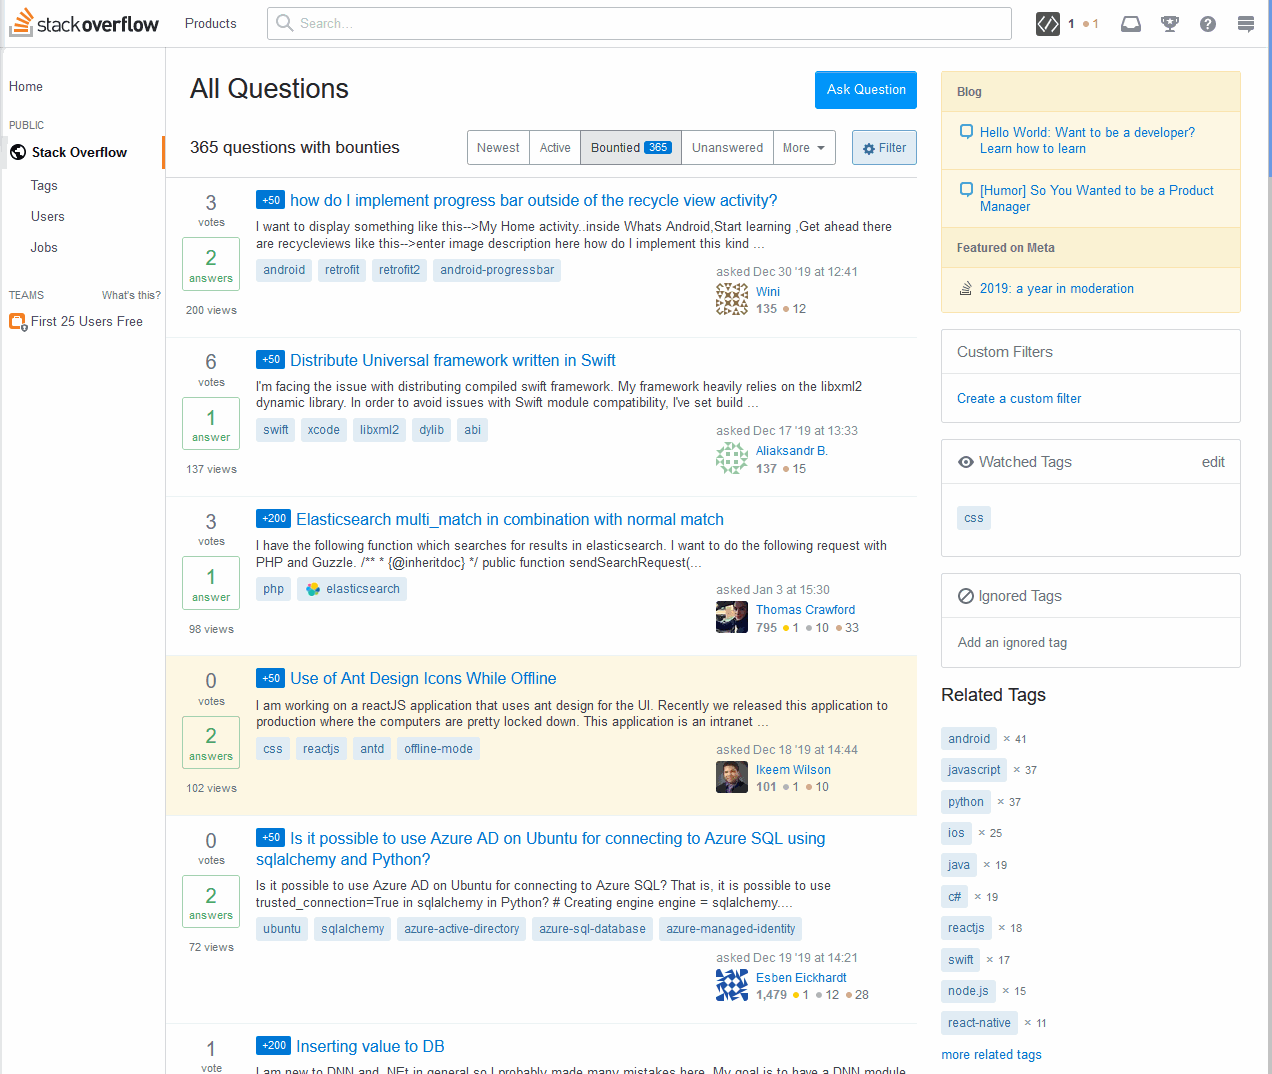 stackoverflow Products Search... 1 1
Home
PUBLIC
Stack Overflow
Tags
Users
Jobs
TEAMS What's this?
First 25 Users Free
All Questions
Ask Question
365 questions with bounties
Newest Active Bountied 365 Unanswered More Filter
3
votes
2
answers
200 views
+50 how do I implement progress bar outside of the recycle view activity?
I want to display something like this-->My Home activity..inside Whats Android,Start learning ,Get ahead there
are recycleviews like this-->enter image description here how do I implement this kind ...
android retrofit retrofit2 android-progressbar
asked Dec 30 '19 at 12:41
Wini
135 12
6
votes
1
answer
137 views
+50 Distribute Universal framework written in Swift
I'm facing the issue with distributing compiled swift framework. My framework heavily relies on the libxml2
dynamic library. In order to avoid issues with Swift module compatibility, I've set build ...
swift xcode libxml2 dylib abi
asked Dec 17 '19 at 13:33
Aliaksandr B.
137 15
3
votes
1
answer
98 views
+200 Elasticsearch multi_match in combination with normal match
I have the following function which searches for results in elasticsearch. I want to do the following request with
PHP and Guzzle. /** * {@inheritdoc} */ public function sendSearchRequest(...
php elasticsearch
asked Jan 3 at 15:30
Thomas Crawford
795 1 10 33
0
votes
2
answers
102 views
+50 Use of Ant Design Icons While Offline
I am working on a reactJS application that uses ant design for the UI. Recently we released this application to
production where the computers are pretty locked down. This application is an intranet ...
css reactjs antd offline-mode
asked Dec 18 '19 at 14:44
Ikeem Wilson
101 1 10
0
votes
2
answers
72 views
+50 Is it possible to use Azure AD on Ubuntu for connecting to Azure SQL using
sqlalchemy and Python?
Is it possible to use Azure AD on Ubuntu for connecting to Azure SQL? That is, it is possible to use
trusted_connection=True in sqlalchemy in Python? # Creating engine engine = sqlalchemy....
ubuntu sqlalchemy azure-active-directory azure-sql-database azure-managed-identity
asked Dec 19 '19 at 14:21
Esben Eickhardt
1,479 1 12 28
1
vote
+200 Inserting value to DB
I am new to DNN and .NEt in general so I probably made many mistakes here. My goal is to have a DNN module
Blog
Hello World: Want to be a developer?
Learn how to learn
[Humor] So You Wanted to be a Product
Manager
Featured on Meta
2019: a year in moderation
Custom Filters
Create a custom filter
Watched Tags edit
css
Ignored Tags
Add an ignored tag
Related Tags
android × 41
javascript × 37
python × 37
ios × 25
java × 19
c# × 19
reactjs × 18
swift × 17
node.js × 15
react-native × 11
more related tags